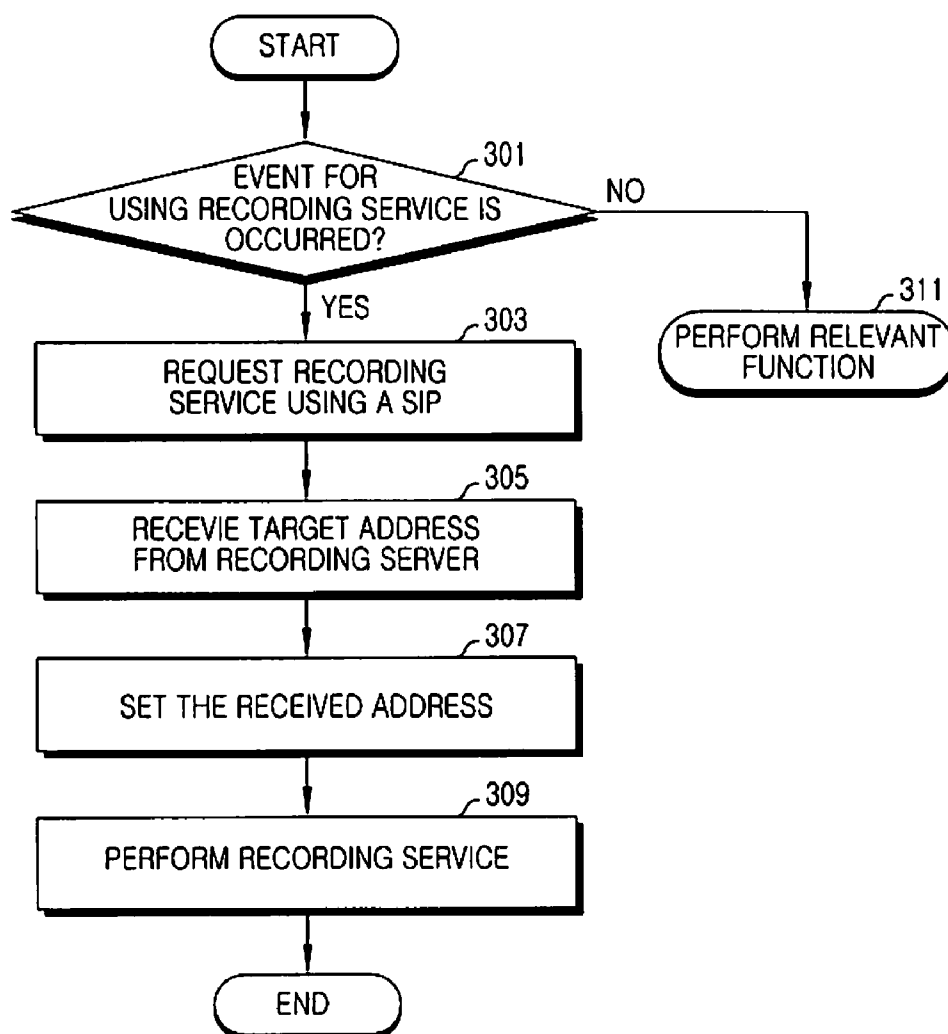 START
301
EVENT FOR
USING RECORDING SERVICE IS
OCCURRED?
NO
YES
311
PERFORM RELEVANT
FUNCTION
303
REQUEST RECORDING
SERVICE USING A SIP
305
RECEVIE TARGET ADDRESS
FROM RECORDING SERVER
307
SET THE RECEIVED ADDRESS
309
PERFORM RECORDING SERVICE
END